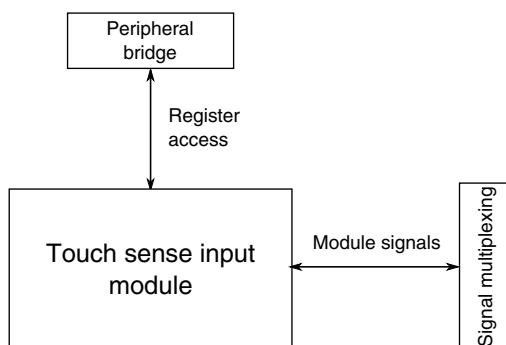 Peripheral
bridge
Register
access
Touch sense input
module
Module signals
Signal multiplexing